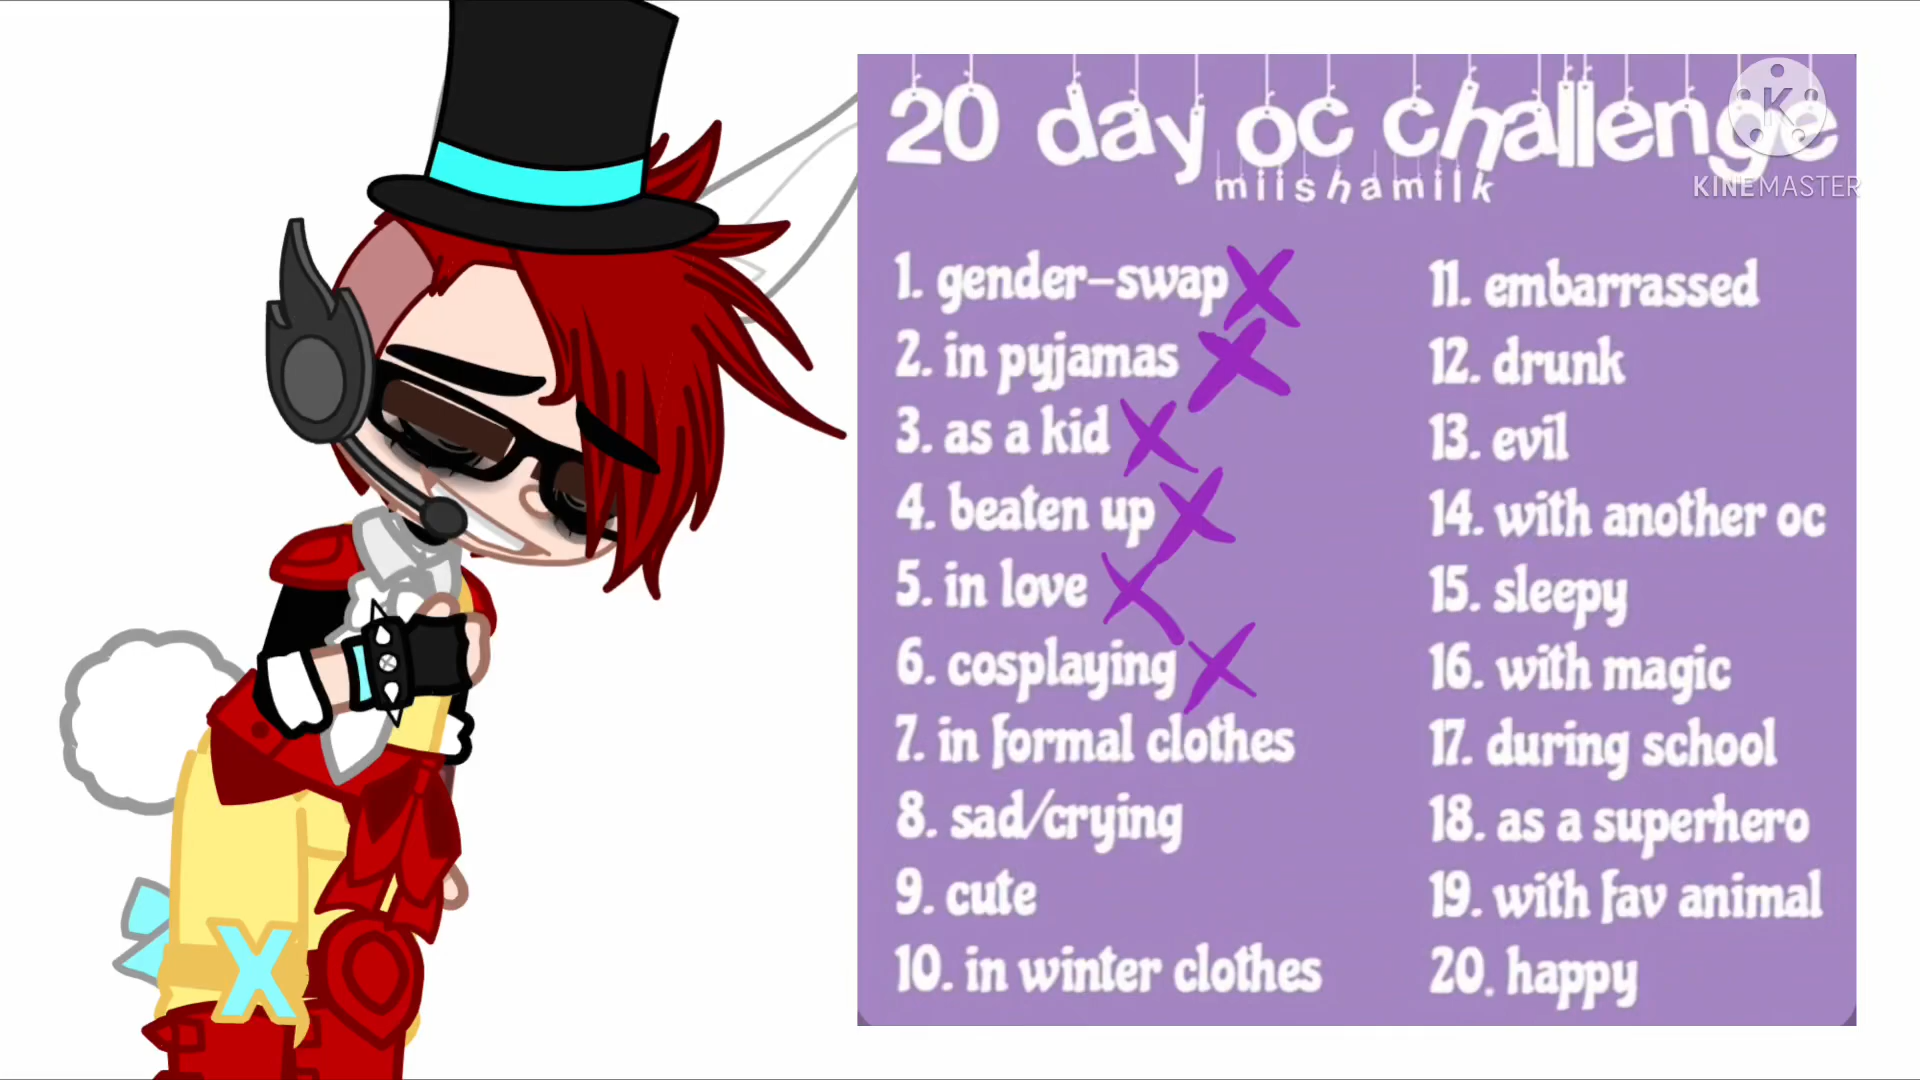 20 day oc challenge
miishamilk
K
KINEMASTER
1. gender-swap
2. in pyjamas
3. as a kid
4. beaten up
5. in love
6. cosplaying
7. in formal clothes
8. sad/crying
9. cute
10. in winter clothes
11. embarrassed
12. drunk
13. evil
14. with another oc
15. sleepy
16. with magic
17. during school
18. as a superhero
19. with fav animal
20. happy
X